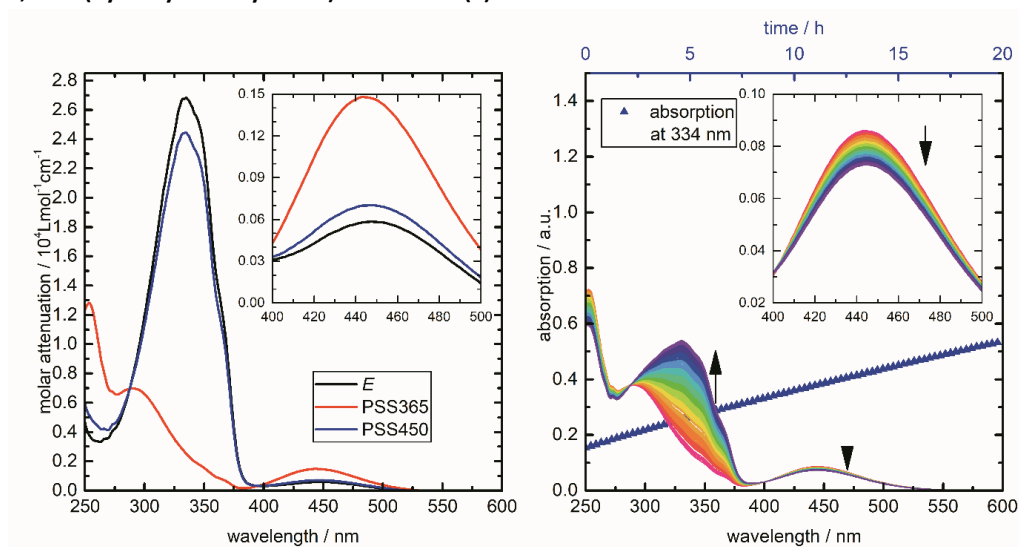 2.8
2.6
2.4
2.2
2.0
1.8
1.6
1.4
1.2
1.0
0.8
0.6
0.4
0.2
0.0
molar attenuation / 10⁴Lmol⁻¹cm⁻¹
250 300 350 400 450 500 550 600
wavelength / nm
0.15
0.12
0.09
0.06
0.03
0.00
400 420 440 460 480 500
E
PSS365
PSS450
time / h
0 5 10 15 20
1.4
1.2
1.0
0.8
0.6
0.4
0.2
0.0
absorption / a.u.
absorption
at 334 nm
0.10
0.08
0.06
0.04
0.02
400 420 440 460 480 500
250 300 350 400 450 500 550 600
wavelength / nm